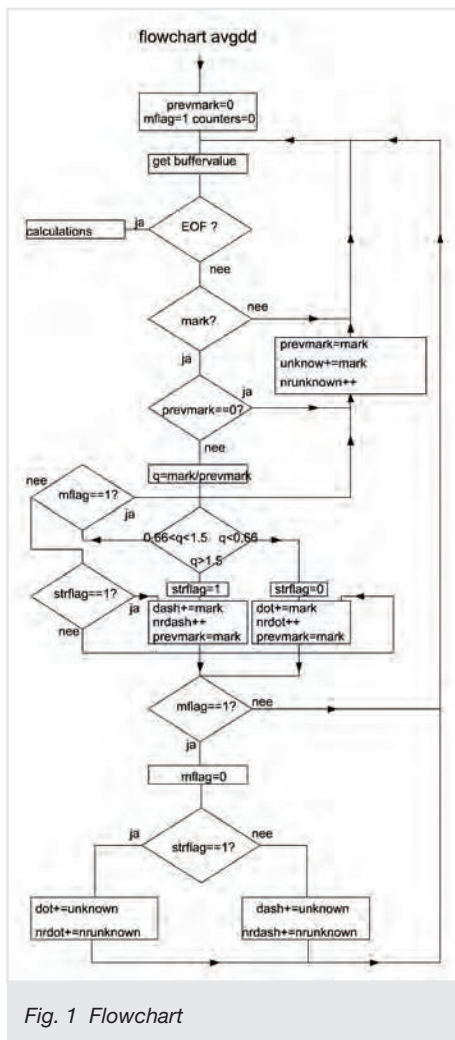 flowchart avgdd
prevmark=0
mflag=1 counters=0
get buffervalue
EOF ?
ja
calculations
nee
mark?
nee
ja
prevmark=mark
unknow+=mark
nrunknown++
prevmark==0?
ja
nee
q=mark/prevmark
nee
mflag==1?
ja
0,66<q<1.5
q<0,66
q>1.5
strflag==1?
ja
nee
strflag=1
dash+=mark
nrdash++
prevmark=mark
strflag=0
dot+=mark
nrdot++
prevmark=mark
mflag==1?
nee
ja
mflag=0
strflag==1?
ja
nee
dot+=unknown
nrdot+=nrunknown
dash+=unknown
nrdash+=nrunknown
Fig. 1 Flowchart